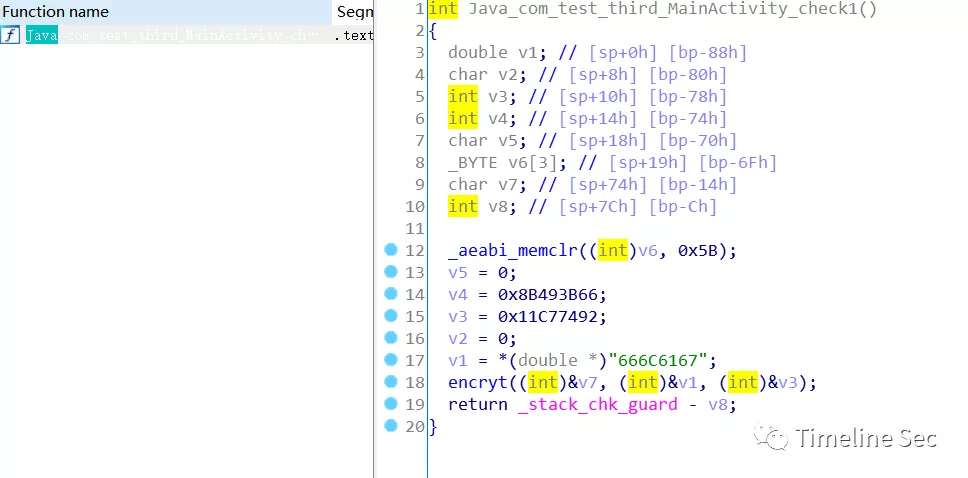 Function name Segm
f Java_com_test_third_MainActivity_ch… .text
1 int Java_com_test_third_MainActivity_check1()
2 {
3 double v1; // [sp+0h] [bp-88h]
4 char v2; // [sp+8h] [bp-80h]
5 int v3; // [sp+10h] [bp-78h]
6 int v4; // [sp+14h] [bp-74h]
7 char v5; // [sp+18h] [bp-70h]
8 _BYTE v6[3]; // [sp+19h] [bp-6Fh]
9 char v7; // [sp+74h] [bp-14h]
10 int v8; // [sp+7Ch] [bp-Ch]
11
12 _aeabi_memclr((int)v6, 0x5B);
13 v5 = 0;
14 v4 = 0x8B493B66;
15 v3 = 0x11C77492;
16 v2 = 0;
17 v1 = *(double *)"666C6167";
18 encryt((int)&v7, (int)&v1, (int)&v3);
19 return _stack_chk_guard - v8;
20 }
Timeline Sec